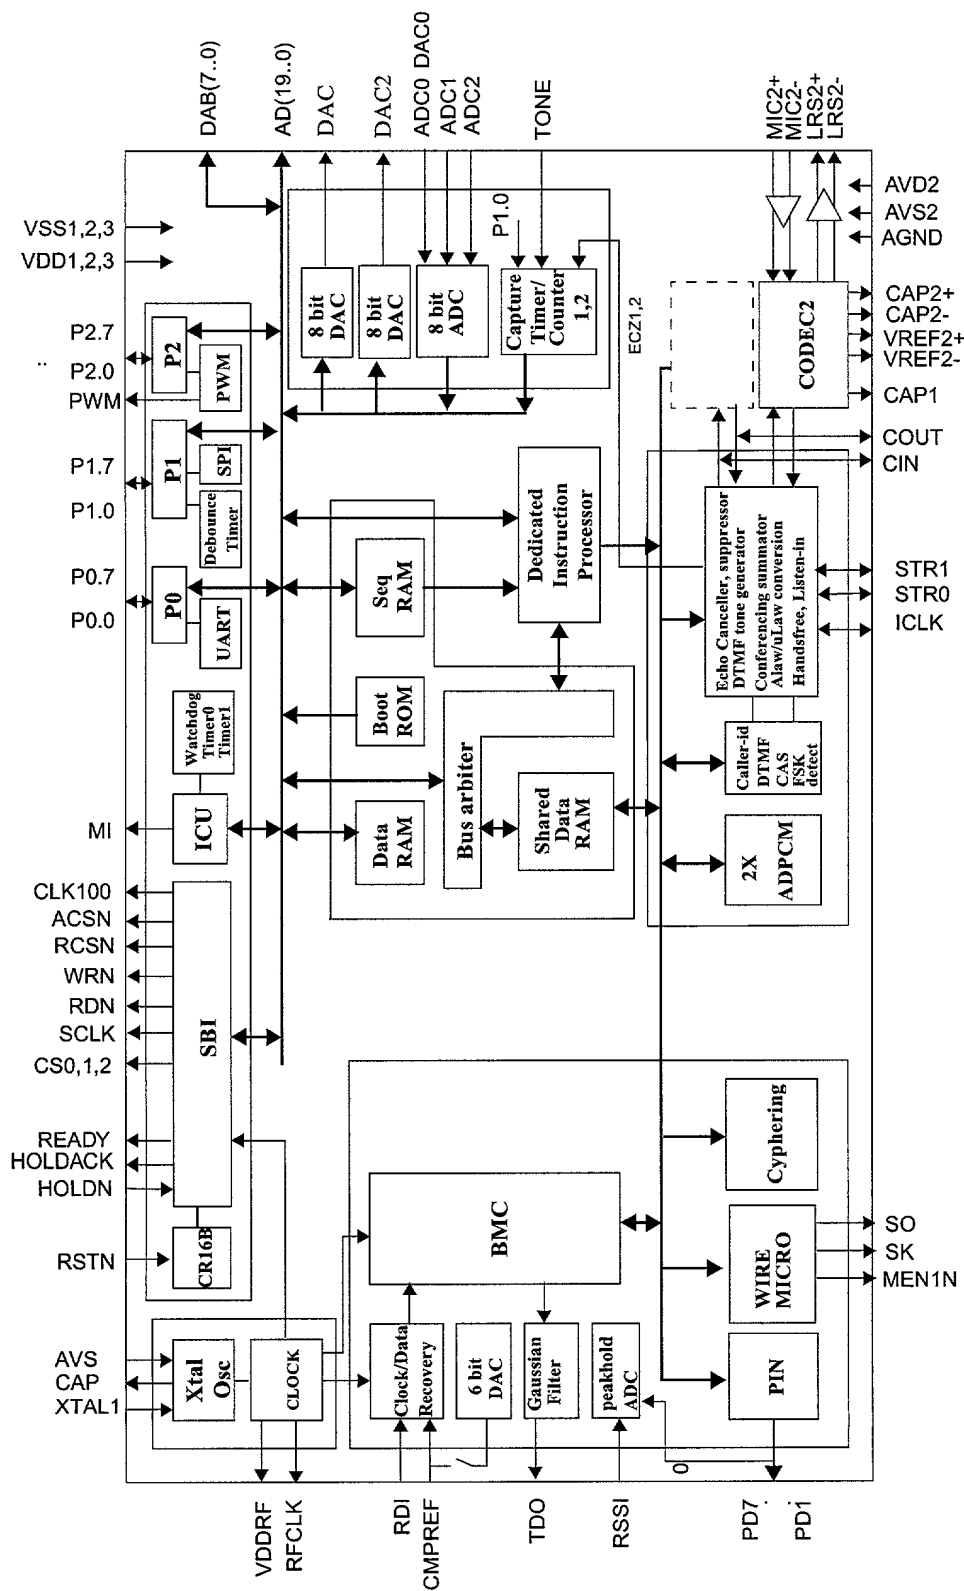 DAB(7..0)
AD(19..0)
DAC
DAC2
ADC0 DAC0
ADC1
ADC2
TONE
MIC2+
MIC2-
LRS2+
LRS2-
VSS1,2,3
VDD1,2,3
P2.7
..
P2.0
PWM
P1.7
P1.0
P0.7
P0.0
MI
CLK100
ACSN
RCSN
WRN
RDN
SCLK
CS0,1,2
READY
HOLDACK
HOLDN
RSTN
AVS
CAP
XTAL1
P2
PWM
P1
SPI
Debounce
Timer
P0
UART
Watchdog
Timer0
Timer1
ICU
SBI
CR16B
Xtal
Osc
CLOCK
8 bit
DAC
8 bit
DAC
8 bit
ADC
P1.0
Capture
Timer/
Counter
1,2
ECZ1,2
Dedicated
Instruction
Processor
Seq
RAM
Boot
ROM
Data
RAM
Bus arbiter
Shared
Data
RAM
BMC
Clock/Data
Recovery
6 bit
DAC
Gaussian
Filter
peakhold
ADC
0
CODEC2
Echo Canceller, suppressor
DTMF tone generator
Conferencing summator
Alaw/uLaw conversion
Handsfree, Listen-in
Caller-id
DTMF
CAS
FSK
detect
2X
ADPCM
Cyphering
WIRE
MICRO
PIN
AVD2
AVS2
AGND
CAP2+
CAP2-
VREF2+
VREF2-
CAP1
COUT
CIN
STR1
STR0
ICLK
SO
SK
MEN1N
VDDRF
RFCLK
RDI
CMPREF
TDO
RSSI
PD7
PD1